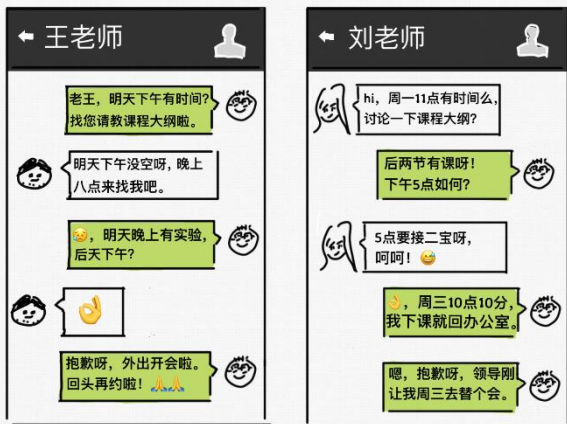 王老师
老王，明天下午有时间?
找您请教课程大纲啦。
明天下午没空呀, 晚上
八点来找我吧。
😥，明天晚上有实验，
后天下午?
👌
抱歉呀，外出开会啦。
回头再约啦! 🙏🙏
刘老师
hi，周一11点有时间么，
讨论一下课程大纲?
后两节有课呀!
下午5点如何?
5点要接二宝呀，
呵呵! 😅
👌，周三10点10分，
我下课就回办公室。
嗯，抱歉呀，领导刚
让我周三去替个会。